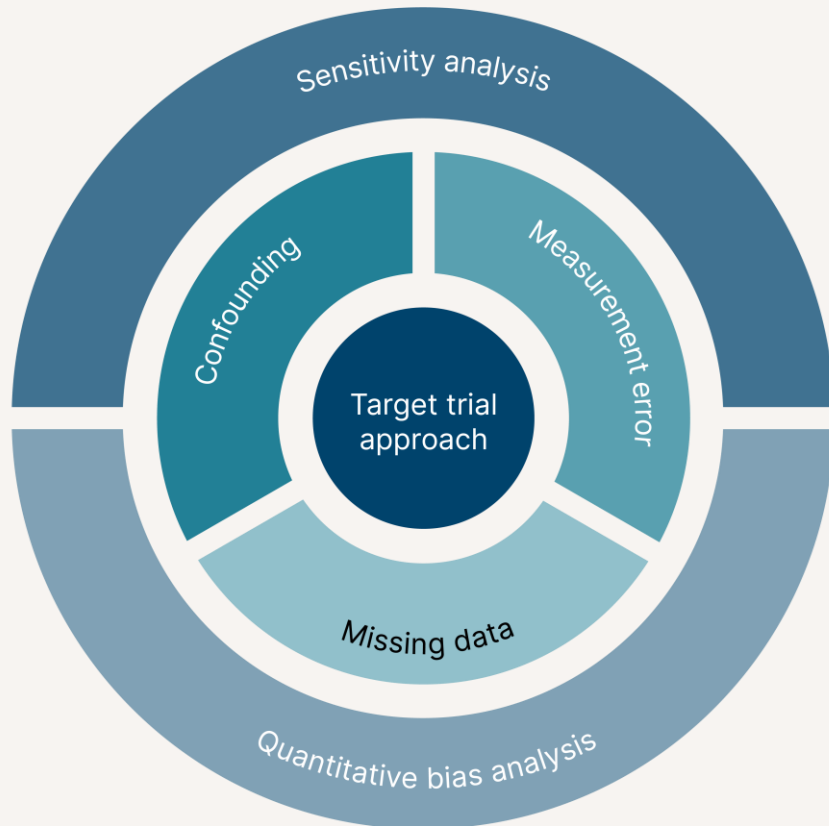 Sensitivity analysis
Confounding
Measurement error
Target trial
approach
Missing data
Quantitative bias analysis